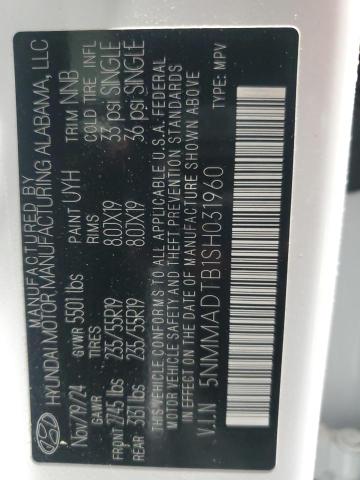 MANUFACTURED BY
HYUNDAI MOTOR MANUFACTURING ALABAMA, LLC
Nov/19/24 GVWR 5501 lbs PAINT UYH TRIM NNB
GAWR TIRES RIMS COLD TIRE INFL
FRONT 2745 lbs 235/55R19 8.0JX19 35 psi SINGLE
REAR 3131 lbs 235/55R19 8.0JX19 36 psi SINGLE
THIS VEHICLE CONFORMS TO ALL APPLICABLE U.S.A. FEDERAL
MOTOR VEHICLE SAFETY AND THEFT PREVENTION STANDARDS
IN EFFECT ON THE DATE OF MANUFACTURE SHOWN ABOVE.
V.I.N 5NMMADTB1SH031960 TYPE: MPV